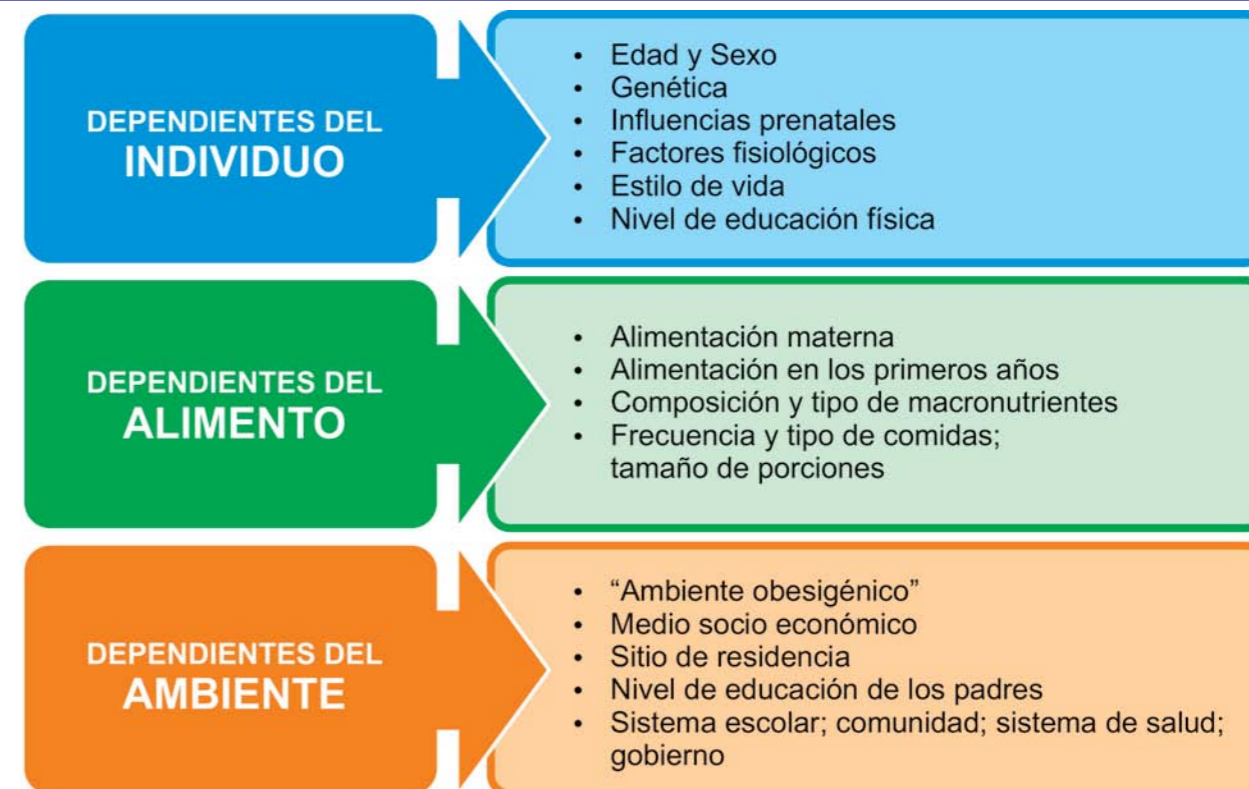 DEPENDIENTES DEL
INDIVIDUO
• Edad y Sexo
• Genética
• Influencias prenatales
• Factores fisiológicos
• Estilo de vida
• Nivel de educación física
DEPENDIENTES DEL
ALIMENTO
• Alimentación materna
• Alimentación en los primeros años
• Composición y tipo de macronutrientes
• Frecuencia y tipo de comidas;
tamaño de porciones
DEPENDIENTES DEL
AMBIENTE
• “Ambiente obesigénico”
• Medio socio económico
• Sitio de residencia
• Nivel de educación de los padres
• Sistema escolar; comunidad; sistema de salud;
gobierno